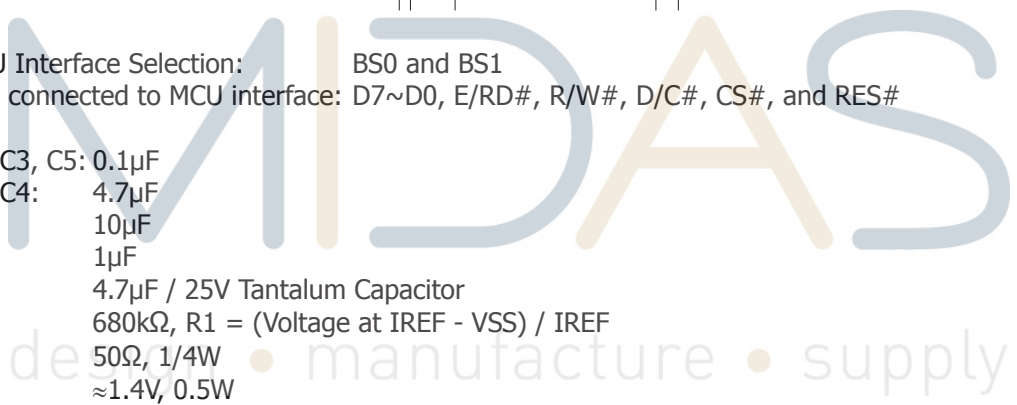 Interface Selection: BS0 and BS1
connected to MCU interface: D7~D0, E/RD#, R/W#, D/C#, CS#, and RES#
C3, C5: 0.1µF
C4: 4.7µF
10µF
1µF
4.7µF / 25V Tantalum Capacitor
680kΩ, R1 = (Voltage at IREF - VSS) / IREF
50Ω, 1/4W
≈1.4V, 0.5W
MIDAS
design • manufacture • supply